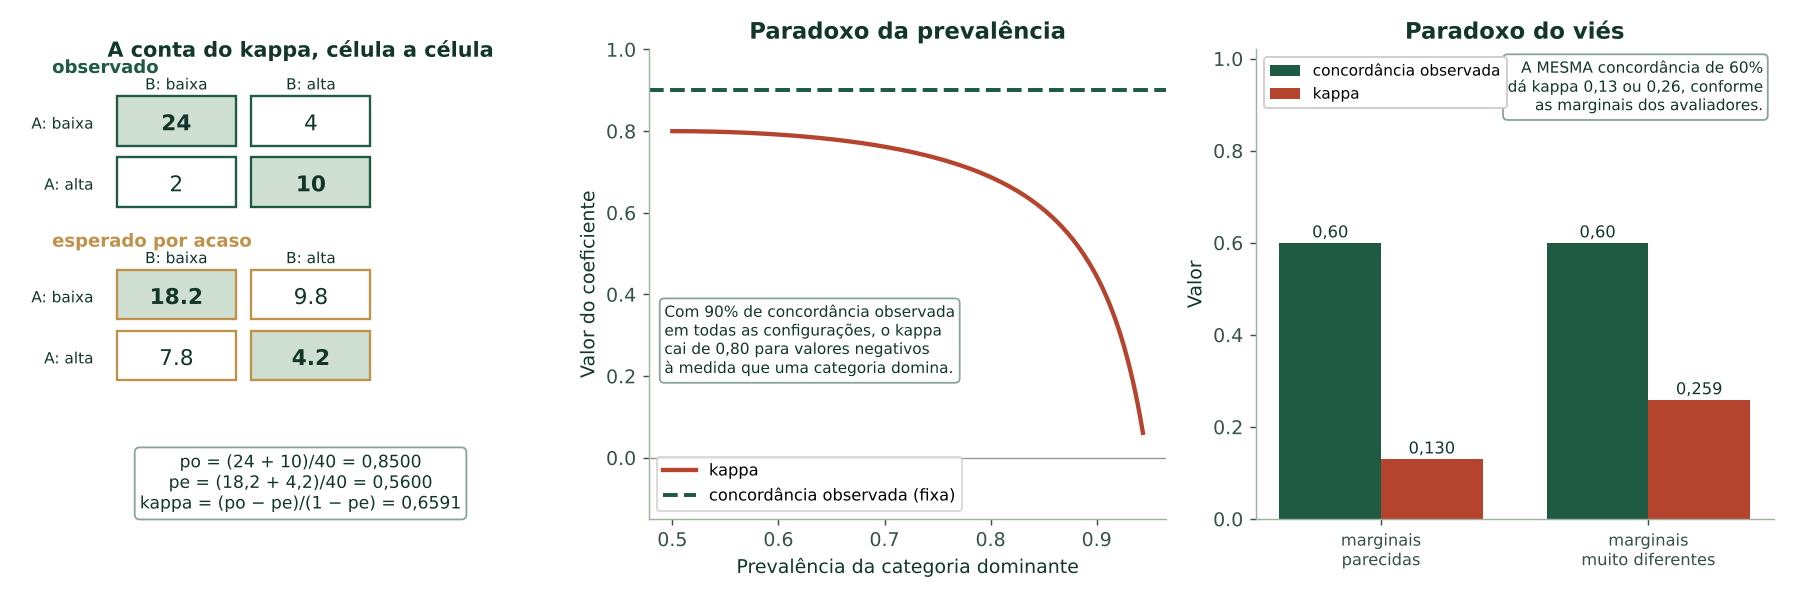 A conta do kappa, célula a célula
observado
B: baixa
B: alta
A: baixa
24
4
A: alta
2
10
esperado por acaso
B: baixa
B: alta
A: baixa
18.2
9.8
A: alta
7.8
4.2
po = (24 + 10)/40 = 0,8500
pe = (18,2 + 4,2)/40 = 0,5600
kappa = (po − pe)/(1 − pe) = 0,6591
Paradoxo da prevalência
Valor do coeficiente
1.0
0.8
0.6
0.4
0.2
0.0
Com 90% de concordância observada
em todas as configurações, o kappa
cai de 0,80 para valores negativos
à medida que uma categoria domina.
kappa
concordância observada (fixa)
0.5
0.6
0.7
0.8
0.9
Prevalência da categoria dominante
Paradoxo do viés
Valor
1.0
0.8
0.6
0.4
0.2
0.0
concordância observada
kappa
A MESMA concordância de 60%
dá kappa 0,13 ou 0,26, conforme
as marginais dos avaliadores.
0,60
0,130
0,60
0,259
marginais
parecidas
marginais
muito diferentes